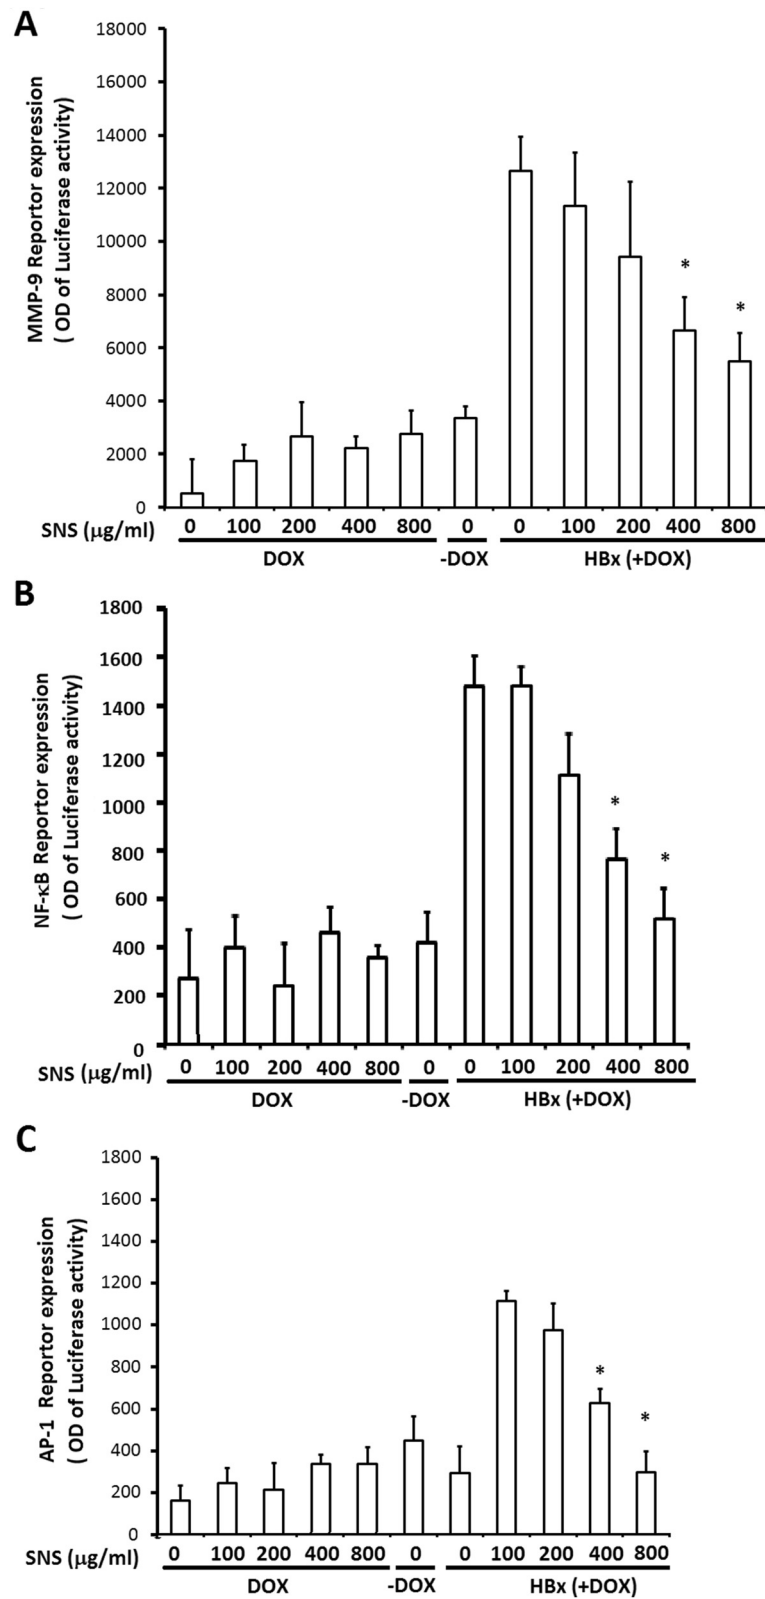 A
MMP-9 Reportor expression
( OD of Luciferase activity)
18000
16000
14000
12000
10000
8000
6000
4000
2000
0
* *
SNS (μg/ml) 0 100 200 400 800 0 0 100 200 400 800
DOX -DOX HBx (+DOX)
B
NF-κB Reportor expression
( OD of Luciferase activity)
1800
1600
1400
1200
1000
800
600
400
200
0
* *
SNS (μg/ml) 0 100 200 400 800 0 0 100 200 400 800
DOX -DOX HBx (+DOX)
C
AP-1 Reportor expression
( OD of Luciferase activity)
1800
1600
1400
1200
1000
800
600
400
200
0
* *
SNS (μg/ml) 0 100 200 400 800 0 0 100 200 400 800
DOX -DOX HBx (+DOX)